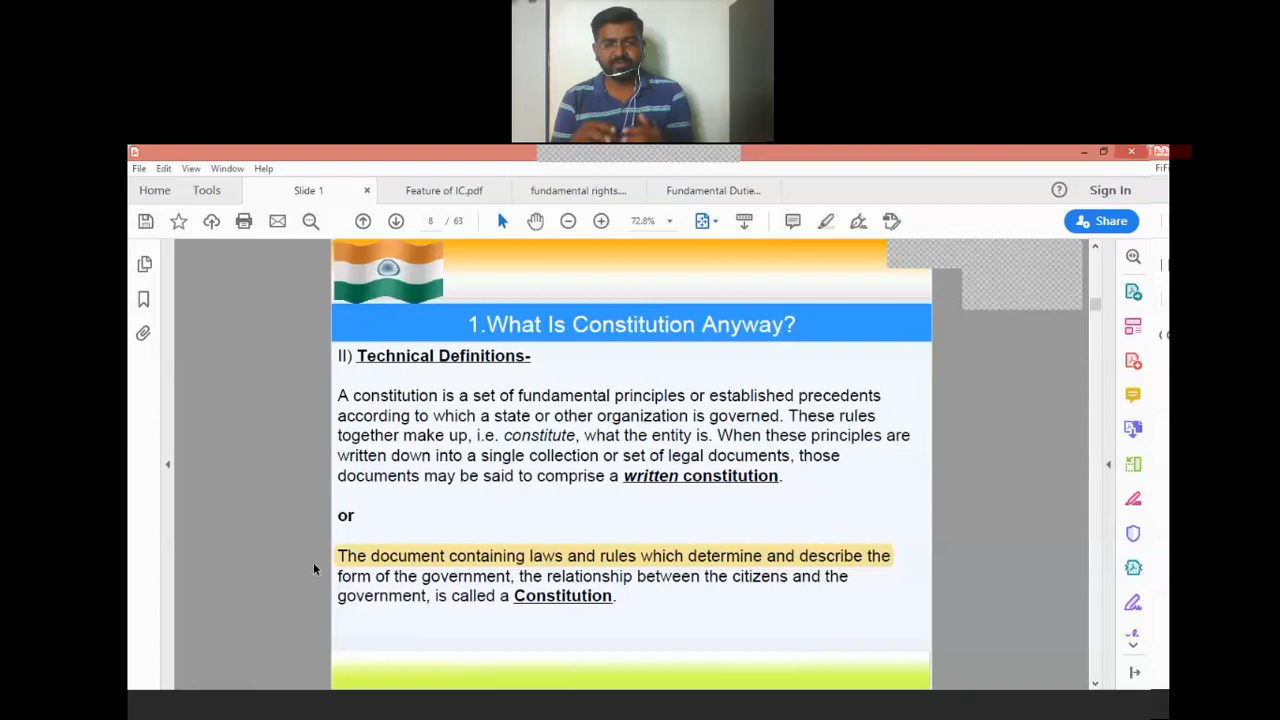 File Edit View Window Help
FiFi
Home Tools Slide 1 × Feature of IC.pdf fundamental rights.... Fundamental Dutie... ? Sign In
8 / 63 72.8% Share
1.What Is Constitution Anyway?
II) Technical Definitions-
A constitution is a set of fundamental principles or established precedents
according to which a state or other organization is governed. These rules
together make up, i.e. constitute, what the entity is. When these principles are
written down into a single collection or set of legal documents, those
documents may be said to comprise a written constitution.
or
The document containing laws and rules which determine and describe the
form of the government, the relationship between the citizens and the
government, is called a Constitution.